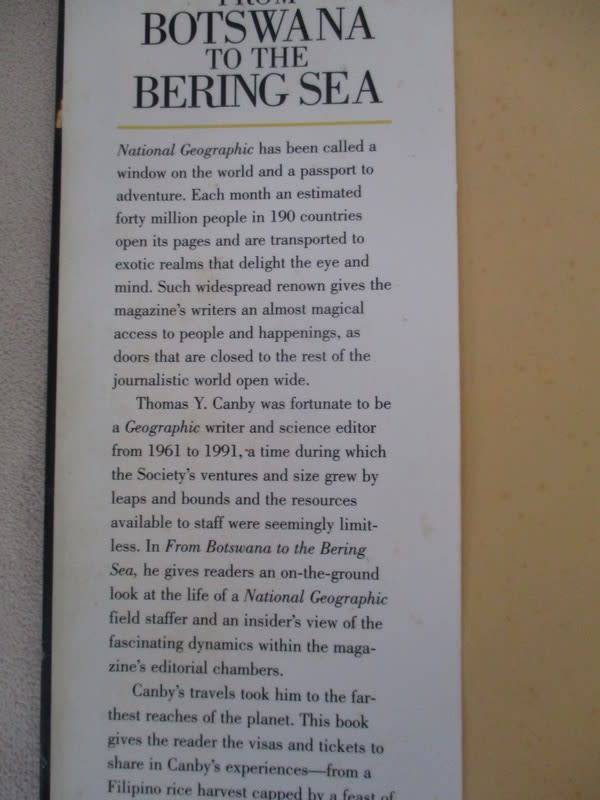 FROM
BOTSWANA
TO THE
BERING SEA
National Geographic has been called a
window on the world and a passport to
adventure. Each month an estimated
forty million people in 190 countries
open its pages and are transported to
exotic realms that delight the eye and
mind. Such widespread renown gives the
magazine's writers an almost magical
access to people and happenings, as
doors that are closed to the rest of the
journalistic world open wide.
Thomas Y. Canby was fortunate to be
a Geographic writer and science editor
from 1961 to 1991, a time during which
the Society's ventures and size grew by
leaps and bounds and the resources
available to staff were seemingly limit-
less. In From Botswana to the Bering
Sea, he gives readers an on-the-ground
look at the life of a National Geographic
field staffer and an insider's view of the
fascinating dynamics within the maga-
zine's editorial chambers.
Canby's travels took him to the far-
thest reaches of the planet. This book
gives the reader the visas and tickets to
share in Canby's experiences—from a
Filipino rice harvest capped by a feast of